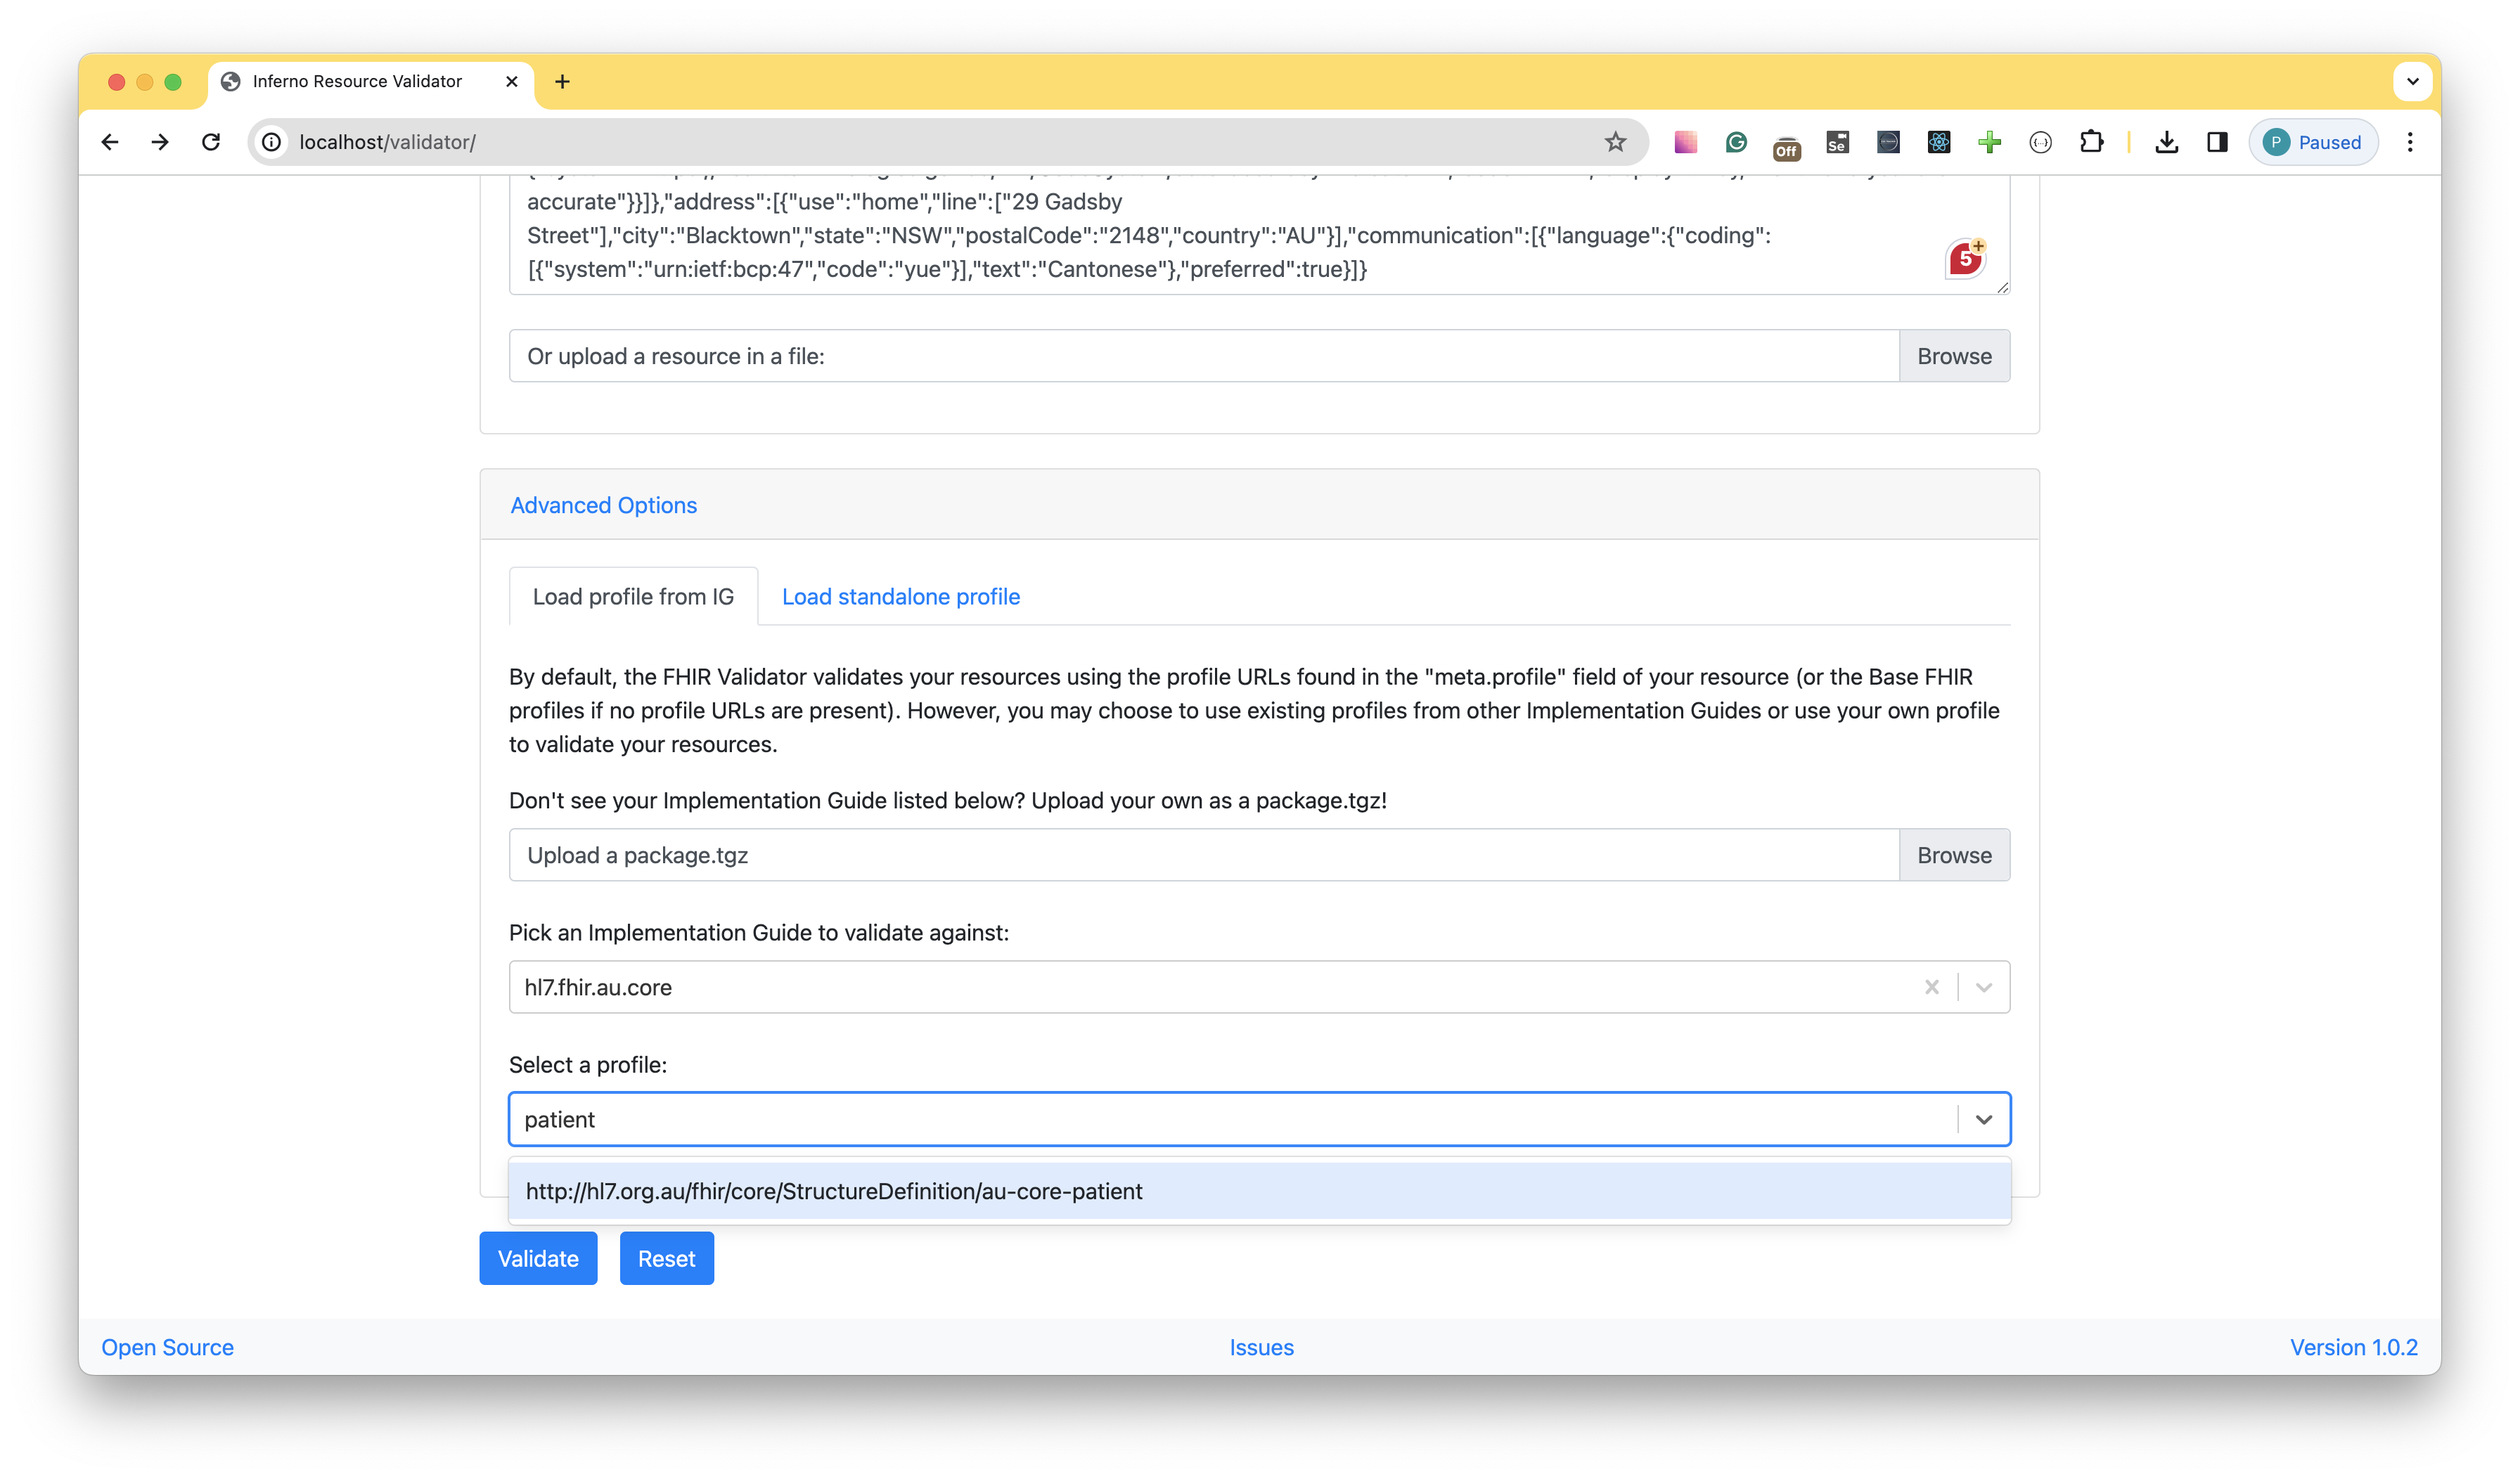 Inferno Resource Validator
localhost/validator/
Off
Se
P Paused
accurate"}}]},"address":[{"use":"home","line":["29 Gadsby
Street"],"city":"Blacktown","state":"NSW","postalCode":"2148","country":"AU"}],"communication":[{"language":{"coding":
[{"system":"urn:ietf:bcp:47","code":"yue"}],"text":"Cantonese"},"preferred":true}]}
5
Or upload a resource in a file:
Browse
Advanced Options
Load profile from IG
Load standalone profile
By default, the FHIR Validator validates your resources using the profile URLs found in the "meta.profile" field of your resource (or the Base FHIR
profiles if no profile URLs are present). However, you may choose to use existing profiles from other Implementation Guides or use your own profile
to validate your resources.
Don't see your Implementation Guide listed below? Upload your own as a package.tgz!
Upload a package.tgz
Browse
Pick an Implementation Guide to validate against:
hl7.fhir.au.core
Select a profile:
patient
http://hl7.org.au/fhir/core/StructureDefinition/au-core-patient
Validate
Reset
Open Source
Issues
Version 1.0.2